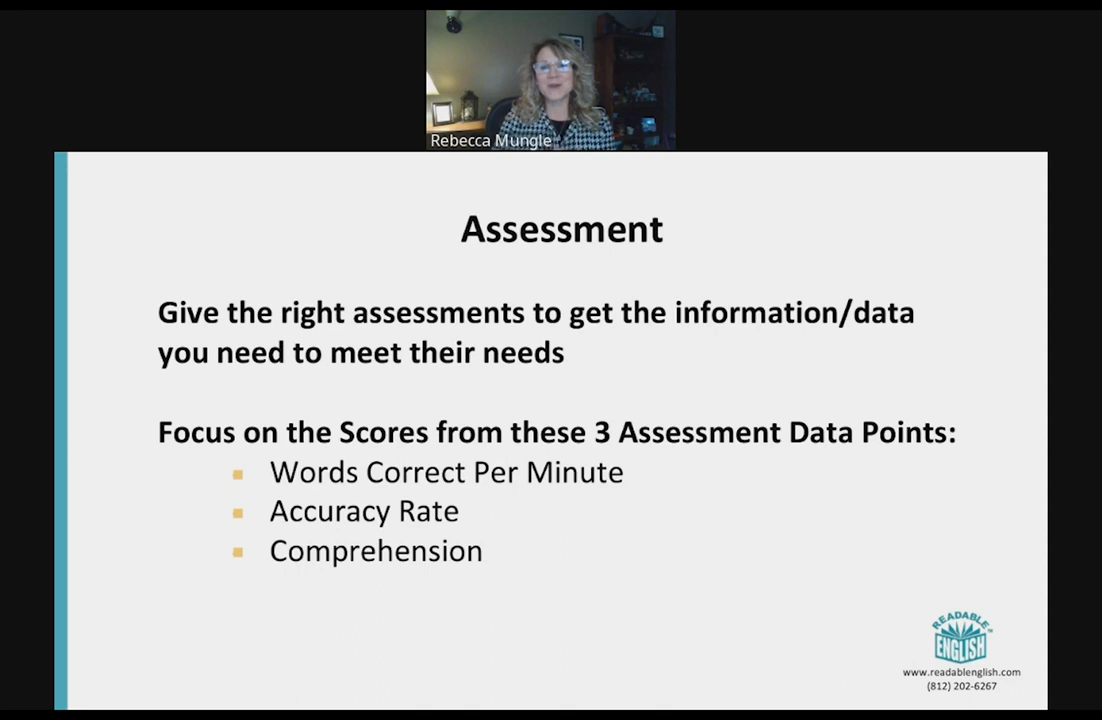 Rebecca Mungle
Assessment
Give the right assessments to get the information/data
you need to meet their needs
Focus on the Scores from these 3 Assessment Data Points:
Words Correct Per Minute
Accuracy Rate
Comprehension
READABLE
ENGLISH
www.readablenglish.com
(812) 202-6267